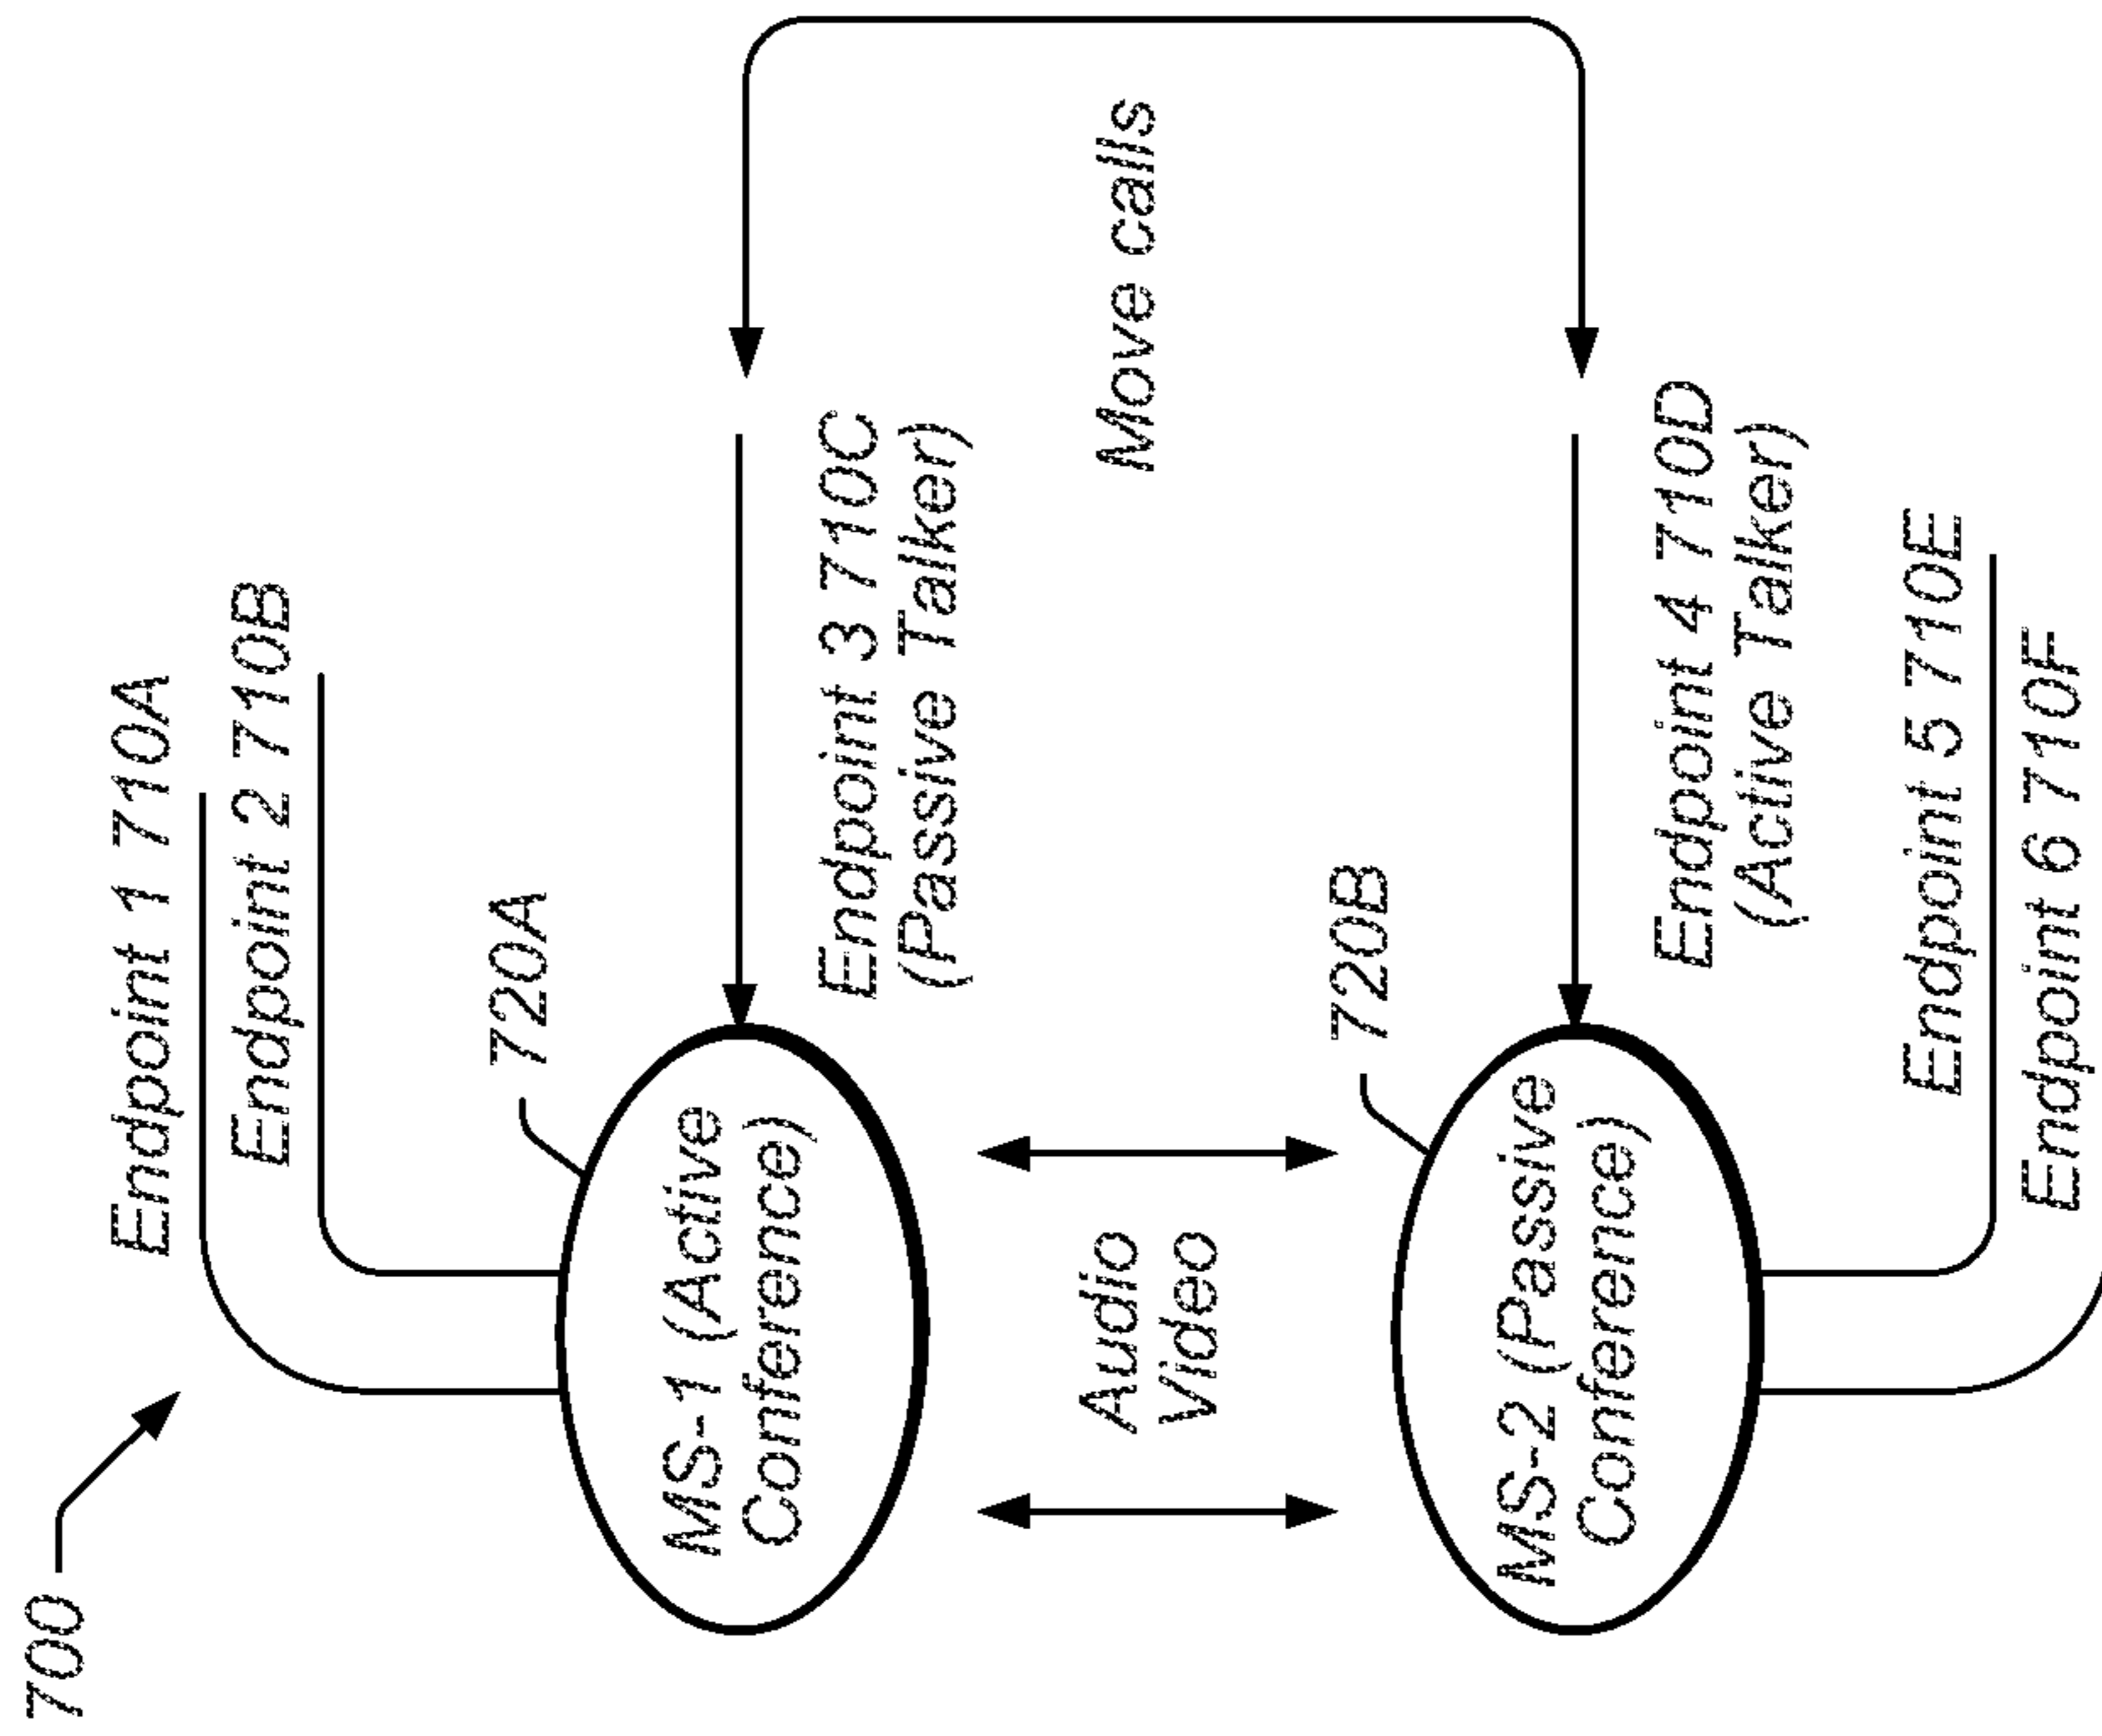 700
Endpoint 1 710A
Endpoint 2 710B
720A
MS-1 (Active
Conference)
Endpoint 3 710C
(Passive Talker)
Audio
Video
Move calls
720B
MS-2 (Passive
Conference)
Endpoint 4 710D
(Active Talker)
Endpoint 5 710E
Endpoint 6 710F